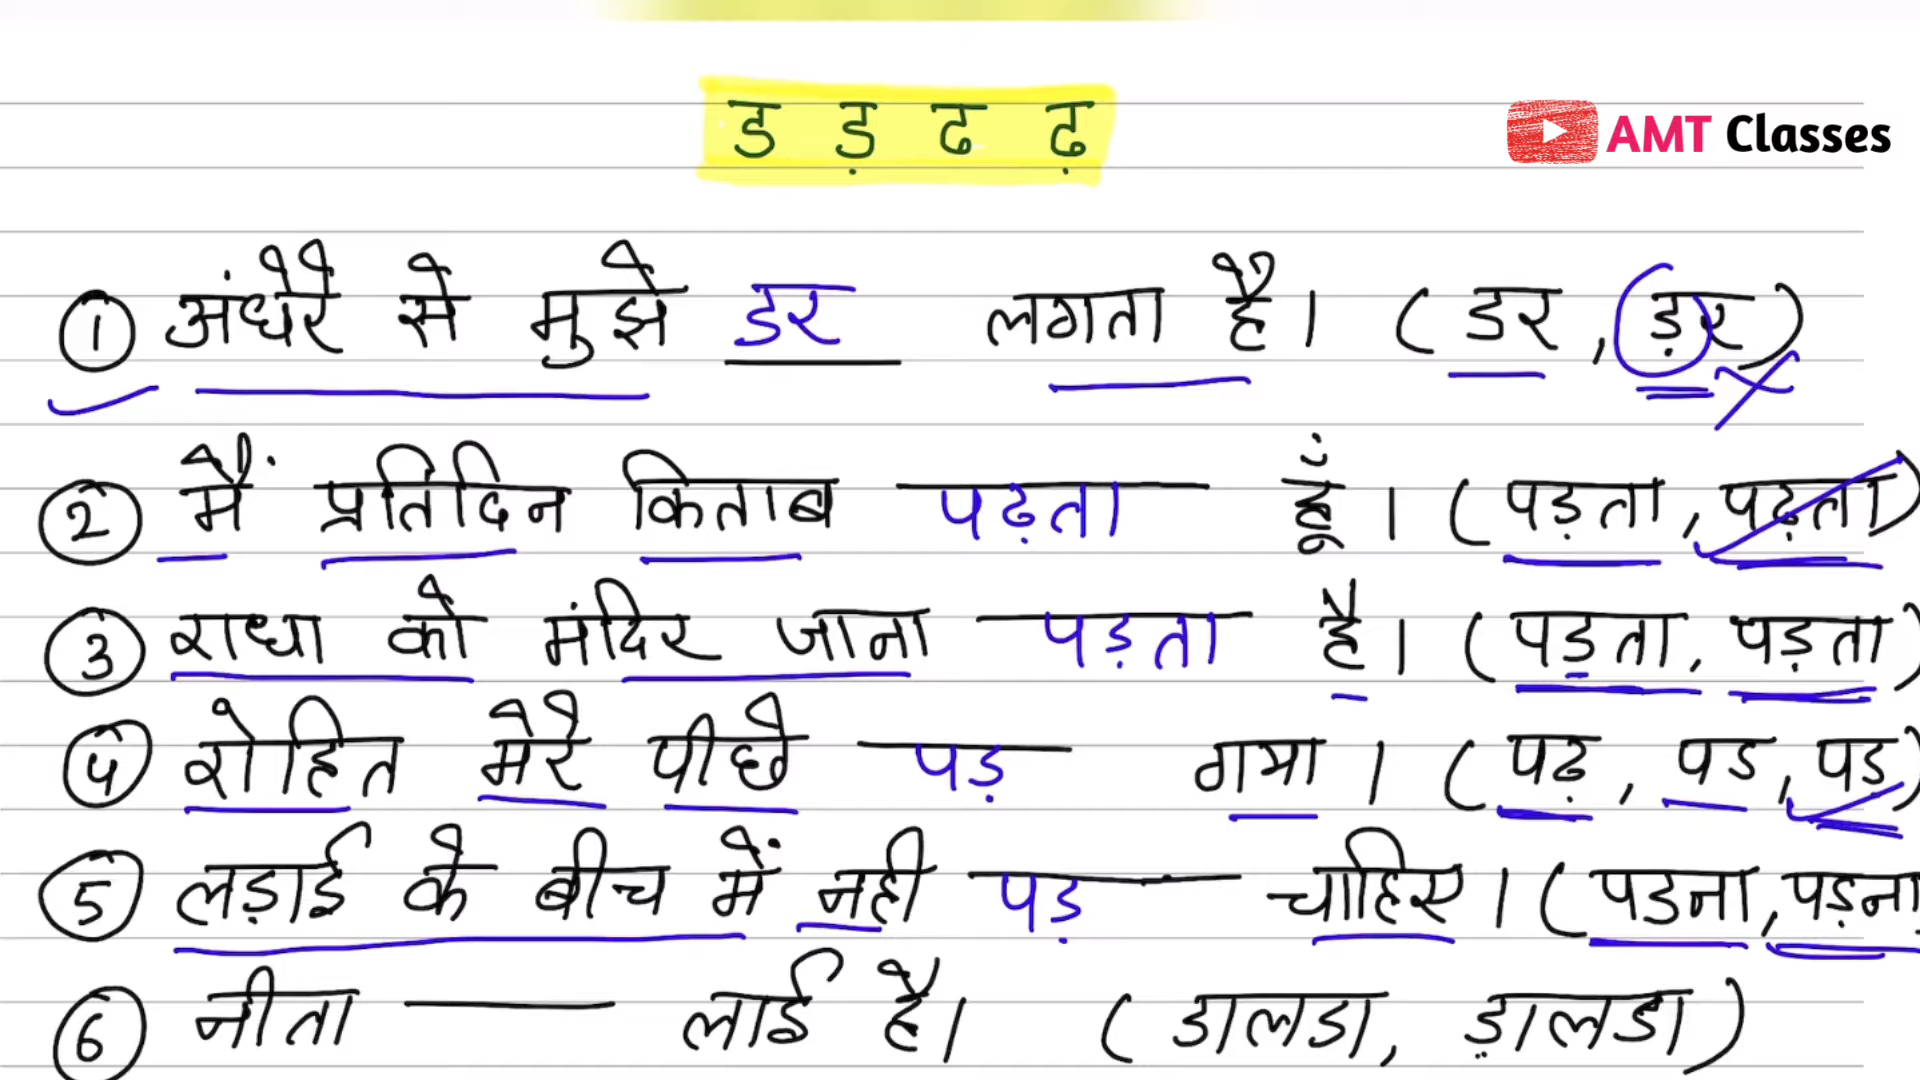 ड ड़ ढ ढ़
AMT Classes
① अंधेरे से मुझे डर लगता है। (डर, ड़र)
② मैं प्रतिदिन किताब पढ़ता हूं। (पड़ता, पढ़ता)
③ राधा को मंदिर जाना पड़ता है। (पडता, पड़ता)
④ रोहित मेरे पीछे पड़ गया। (पढ़, पड, पड़)
⑤ लड़ाई के बीच में नही पड़ चाहिए। (पडना, पड़ना
⑥ नीता लाई है। (डालडा, ड़ालडा)